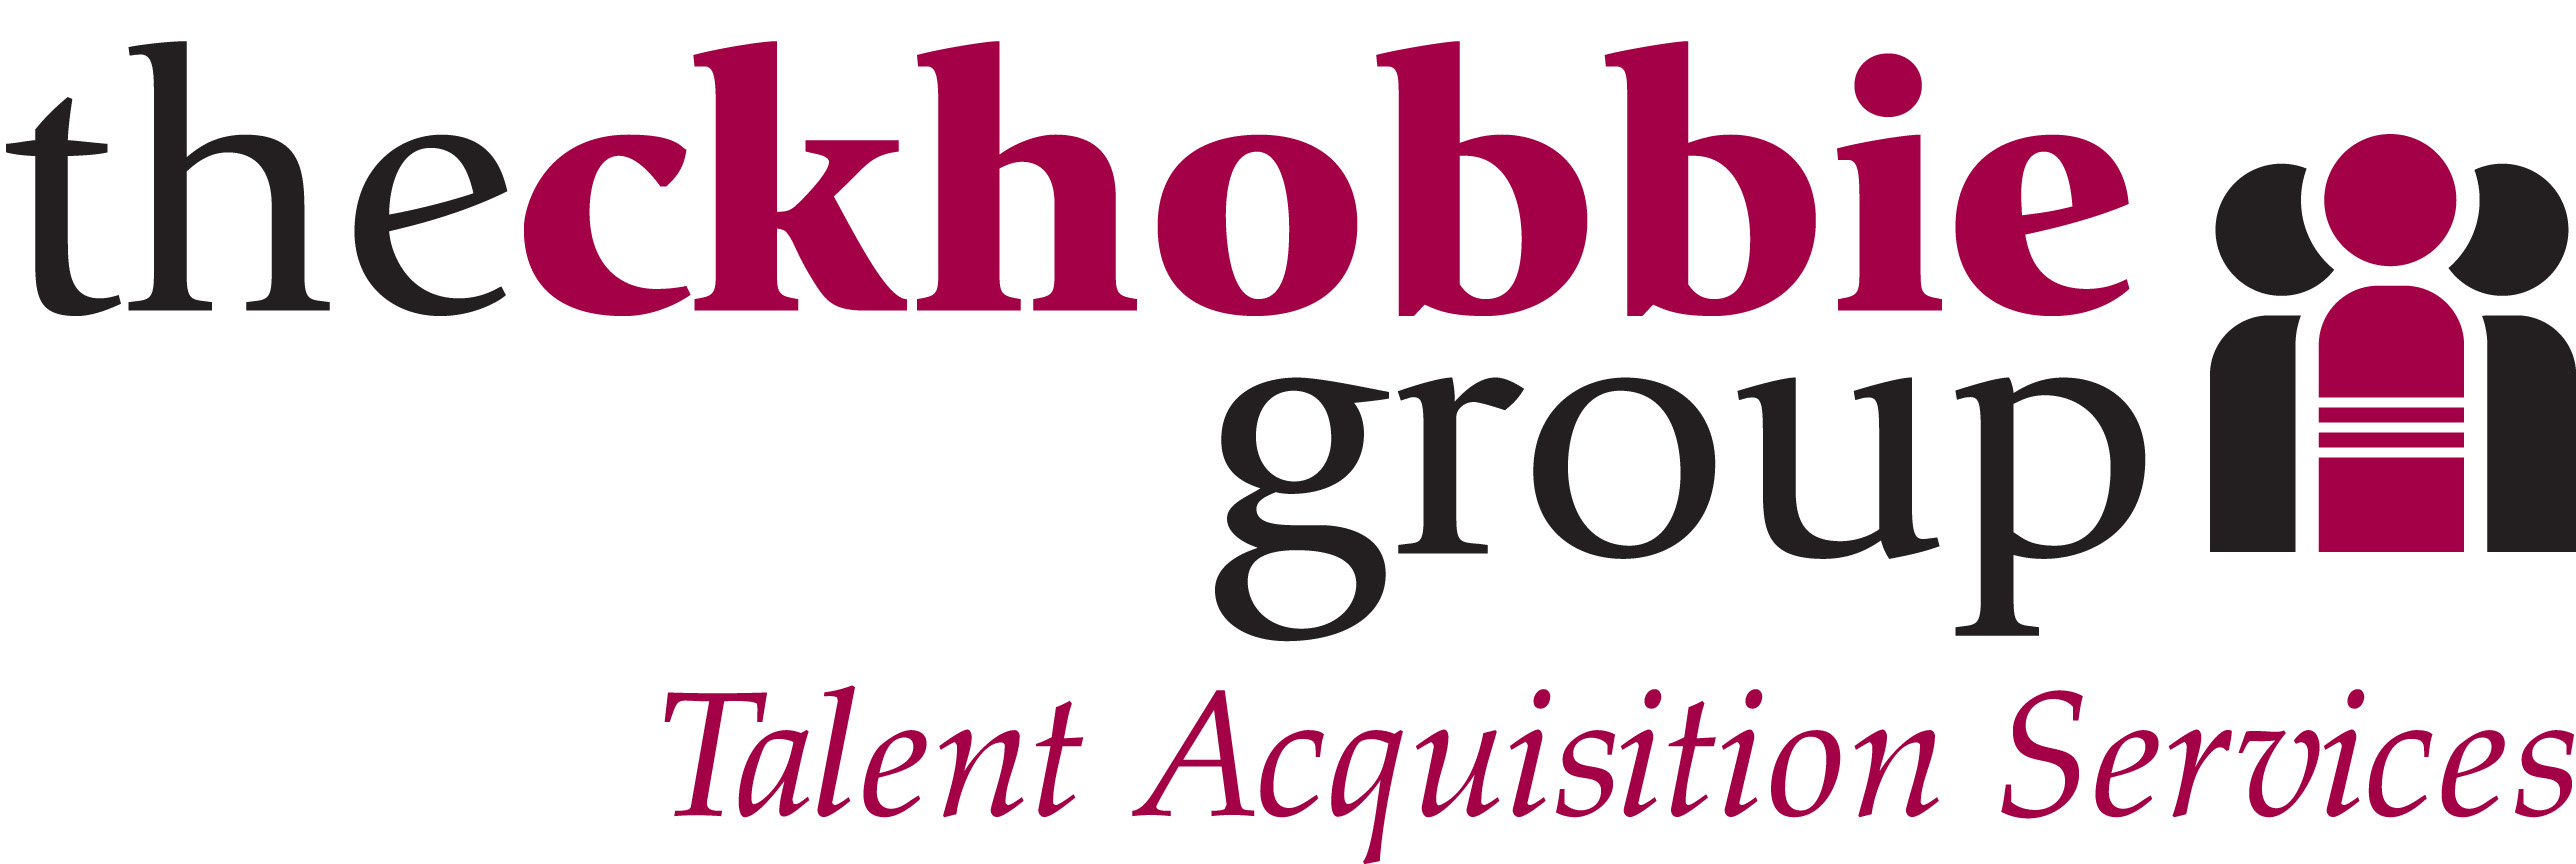 theckhobbie
group
Talent Acquisition Services